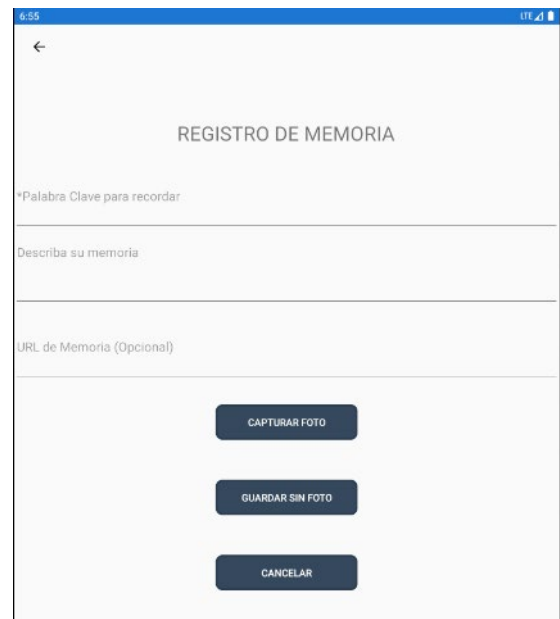 6:55 LTE
REGISTRO DE MEMORIA
*Palabra Clave para recordar
Describa su memoria
URL de Memoria (Opcional)
CAPTURAR FOTO
GUARDAR SIN FOTO
CANCELAR